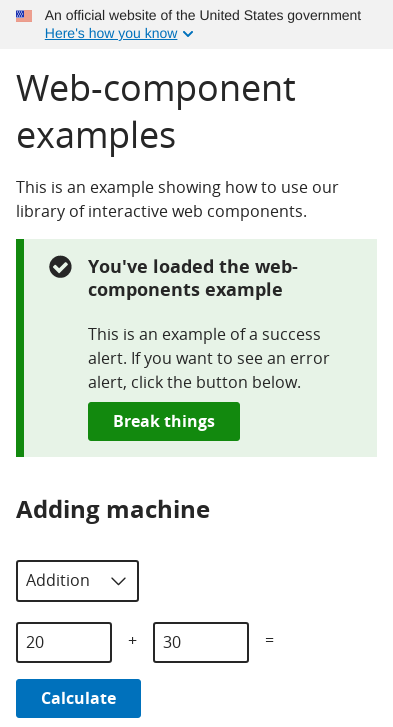 An official website of the United States government
Here's how you know
Web-component
examples
This is an example showing how to use our
library of interactive web components.
You've loaded the web-
components example
This is an example of a success
alert. If you want to see an error
alert, click the button below.
Break things
Adding machine
Addition
20 + 30 =
Calculate